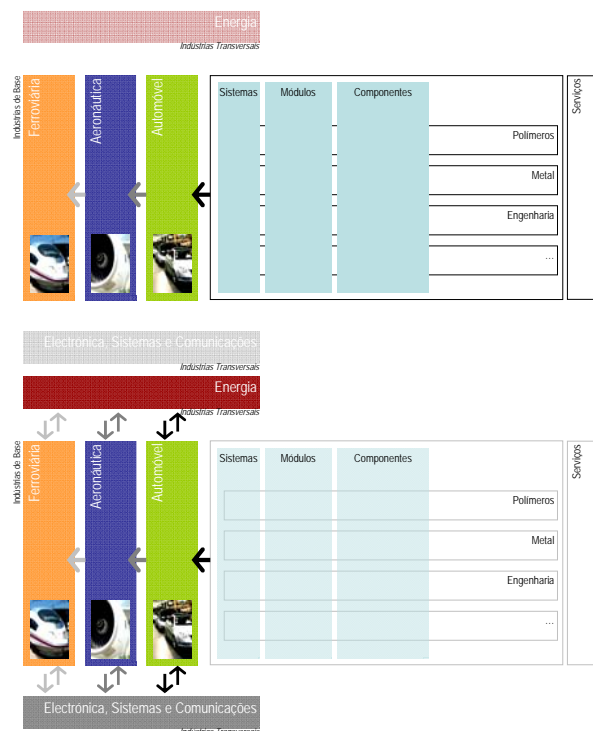 Energia
Indústrias Transversais
Indústrias de Base
Ferroviária
Aeronáutica
Automóvel
Sistemas
Módulos
Componentes
Serviços
Polímeros
Metal
Engenharia
...
Electrónica, Sistemas e Comunicações
Indústrias Transversais
Energia
Indústrias Transversais
Indústrias de Base
Ferroviária
Aeronáutica
Automóvel
Sistemas
Módulos
Componentes
Serviços
Polímeros
Metal
Engenharia
...
Electrónica, Sistemas e Comunicações
Indústrias Transversais